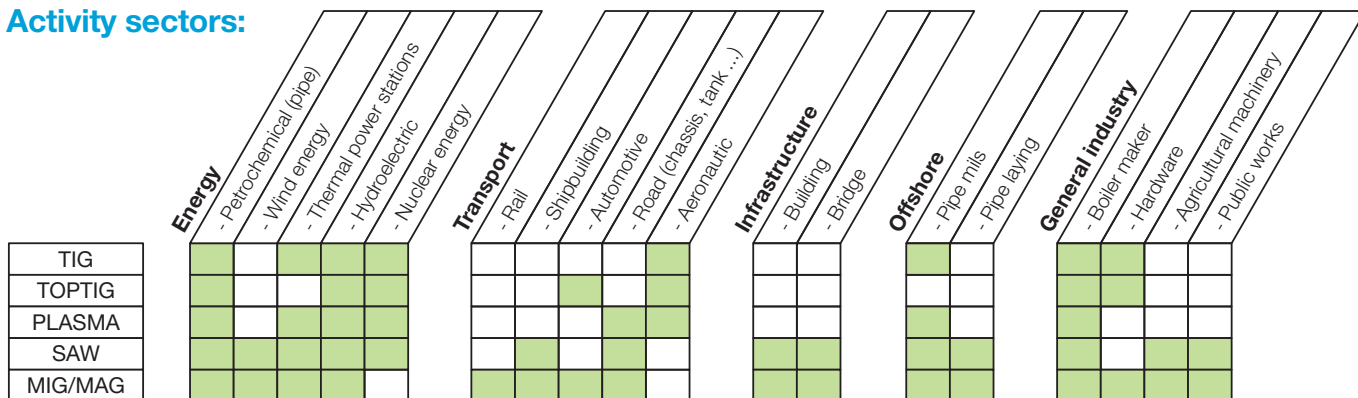 Activity sectors:
Energy
- Petrochemical (pipe)
- Wind energy
- Thermal power stations
- Hydroelectric
- Nuclear energy
Transport
- Rail
- Shipbuilding
- Automotive
- Road (chassis, tank ...)
- Aeronautic
Infrastructure
- Building
- Bridge
Offshore
- Pipe mils
- Pipe laying
General industry
- Boiler maker
- Hardware
- Agricultural machinery
- Public works
TIG
TOPTIG
PLASMA
SAW
MIG/MAG